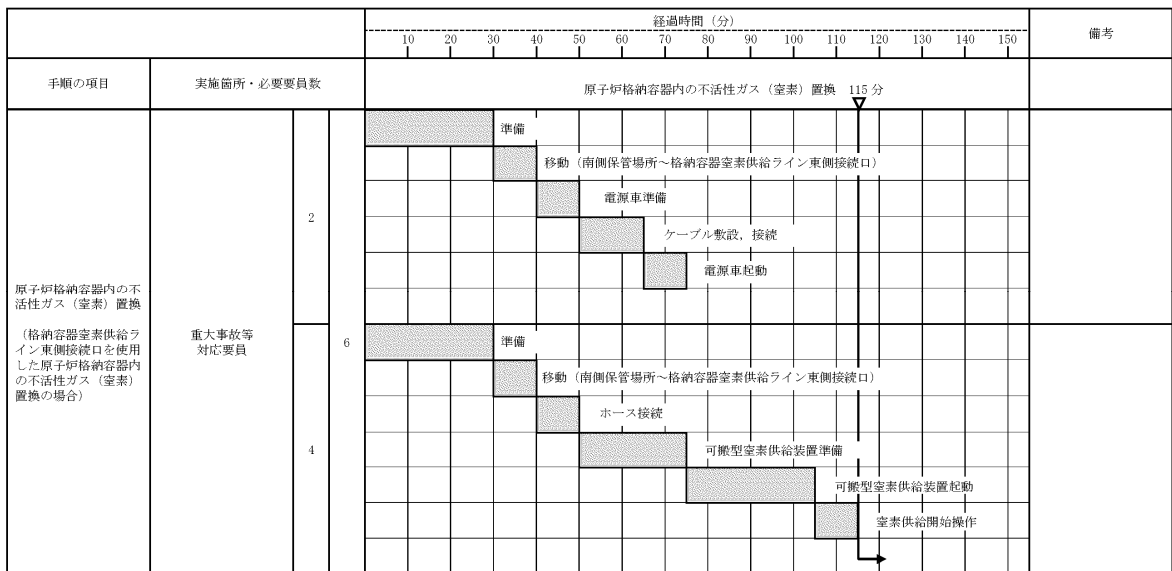 経過時間（分）
備考
10 20 30 40 50 60 70 80 90 100 110 120 130 140 150
手順の項目
実施箇所・必要要員数
原子炉格納容器内の不活性ガス（窒素）置換 115 分
準備
移動（南側保管場所～格納容器窒素供給ライン東側接続口）
電源車準備
2
ケーブル敷設，接続
電源車起動
原子炉格納容器内の不
活性ガス（窒素）置換
（格納容器窒素供給ラ
イン東側接続口を使用
した原子炉格納容器内
の不活性ガス（窒素）
置換の場合）
重大事故等
対応要員
6
準備
移動（南側保管場所～格納容器窒素供給ライン東側接続口）
ホース接続
4
可搬型窒素供給装置準備
可搬型窒素供給装置起動
窒素供給開始操作